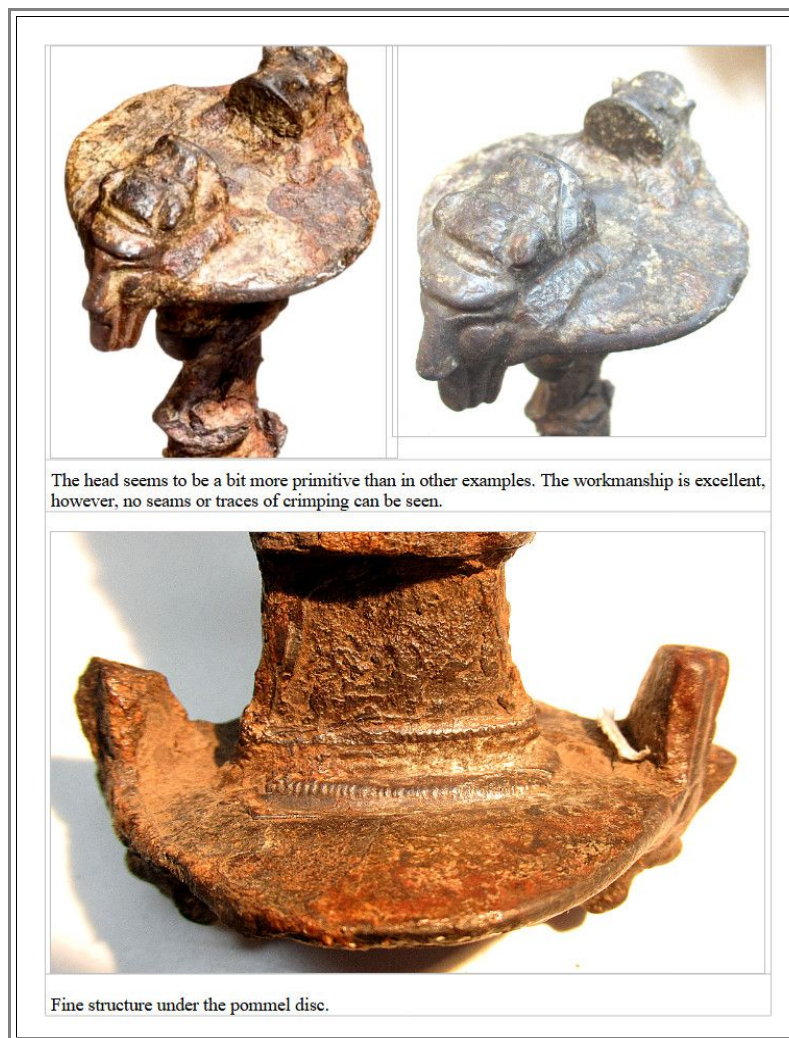 The head seems to be a bit more primitive than in other examples. The workmanship is excellent,
however, no seams or traces of crimping can be seen.
Fine structure under the pommel disc.